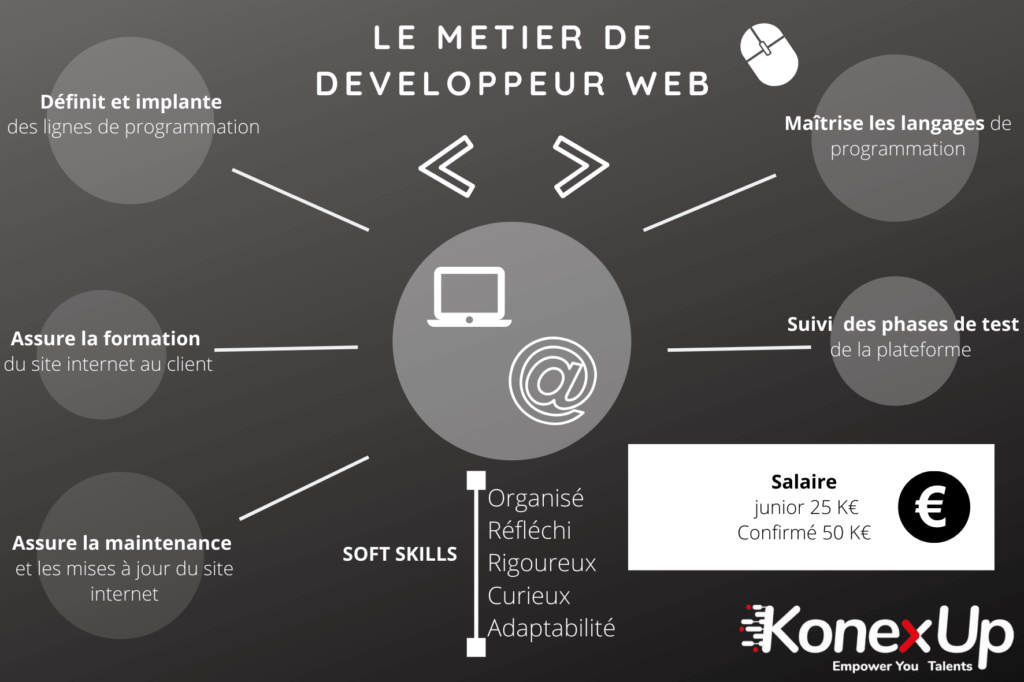 LE METIER DE
DEVELOPPEUR WEB
Définit et implante
des lignes de programmation
Maîtrise les langages de
programmation
Assure la formation
du site internet au client
Suivi des phases de test
de la plateforme
Assure la maintenance
et les mises à jour du site
internet
SOFT SKILLS
Organisé
Réfléchi
Rigoureux
Curieux
Adaptabilité
Salaire
junior 25 K€
Confirmé 50 K€
€
@
KonexUp
Empower You Talents